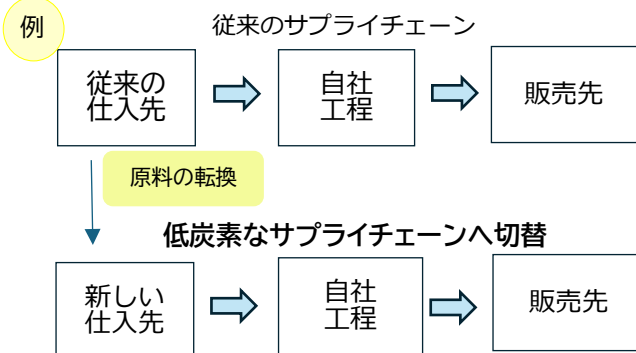 例
従来のサプライチェーン
従来の
仕入先
自社
工程
販売先
原料の転換
低炭素なサプライチェーンへ切替
新しい
仕入先
自社
工程
販売先